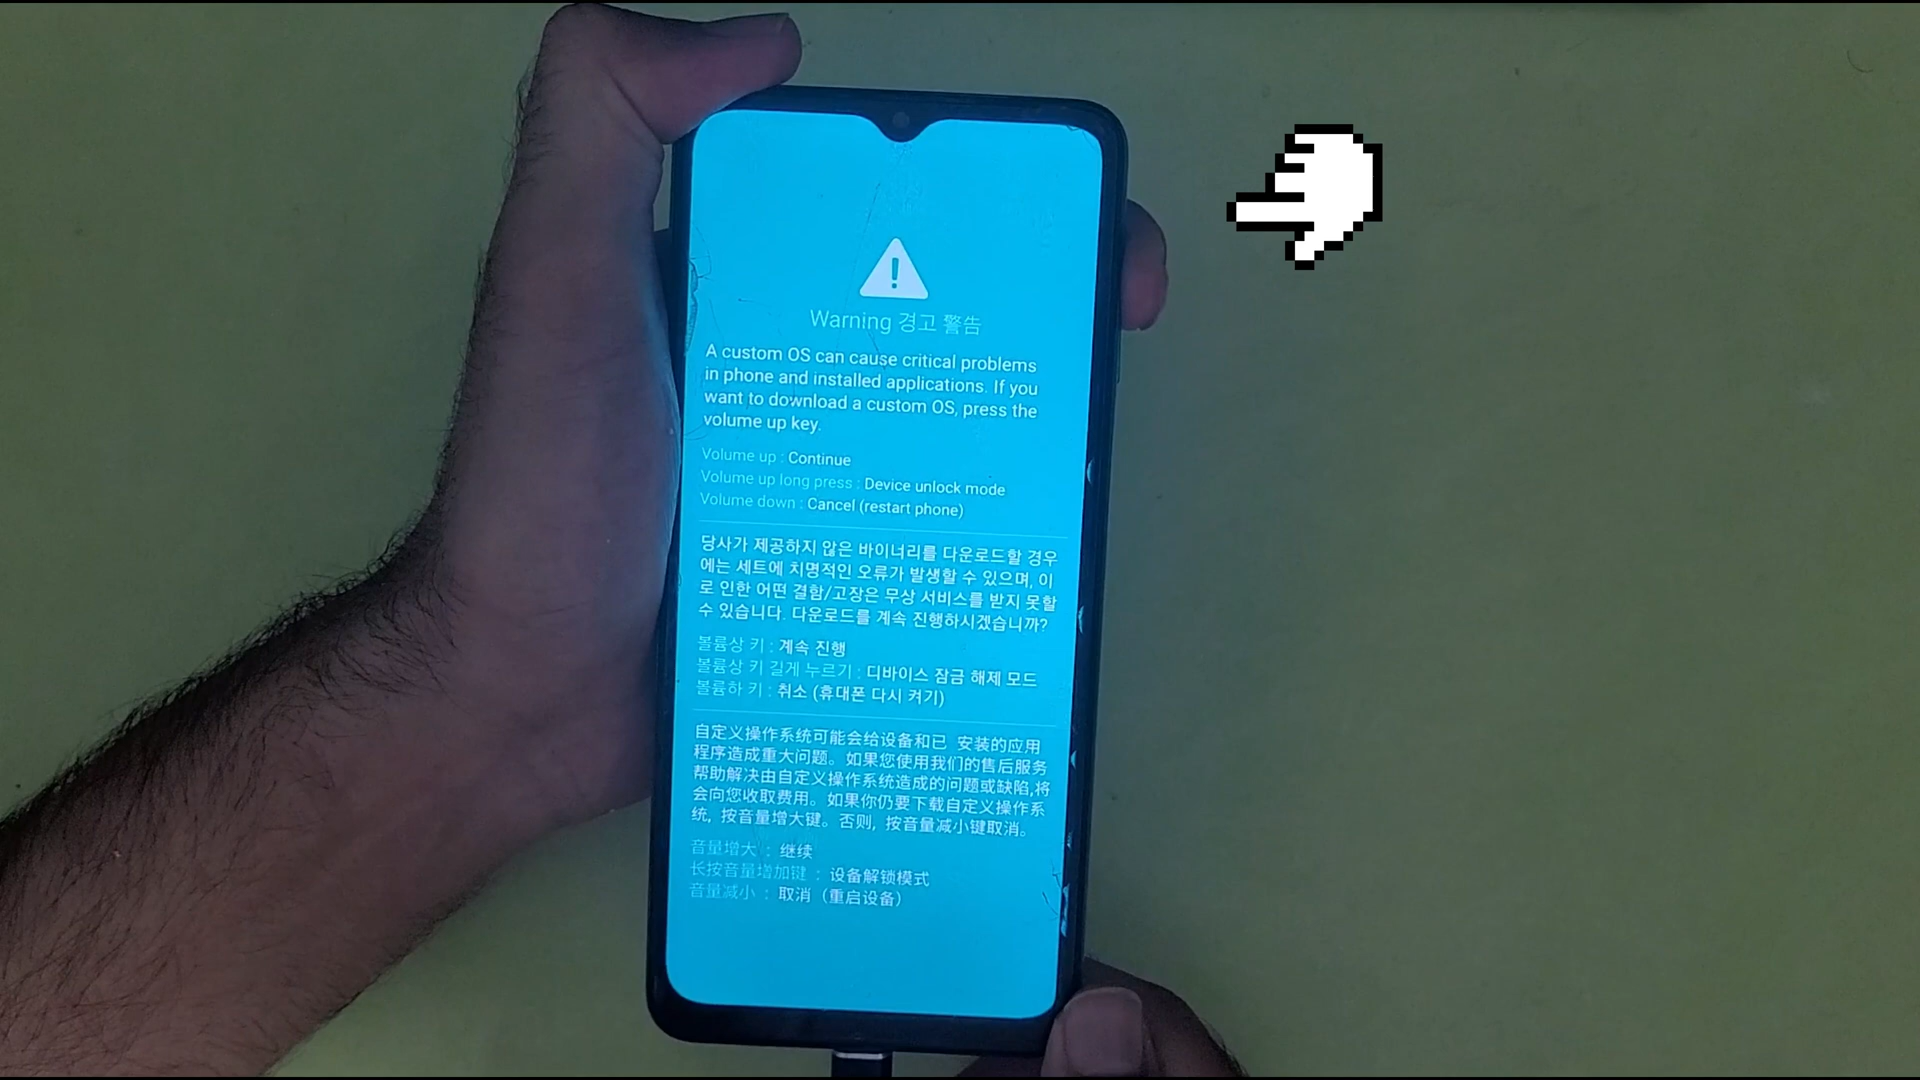 Warning 경고 警告
A custom OS can cause critical problems
in phone and installed applications. If you
want to download a custom OS, press the
volume up key.
Volume up : Continue
Volume up long press : Device unlock mode
Volume down : Cancel (restart phone)
당사가 제공하지 않은 바이너리를 다운로드할 경우
에는 세트에 치명적인 오류가 발생할 수 있으며, 이
로 인한 어떤 결함/고장은 무상 서비스를 받지 못할
수 있습니다. 다운로드를 계속 진행하시겠습니까?
볼륨상 키 : 계속 진행
볼륨상 키 길게 누르기 : 디바이스 잠금 해제 모드
볼륨하 키 : 취소 (휴대폰 다시 켜기)
自定义操作系统可能会给设备和已 安装的应用
程序造成重大问题。如果您使用我们的售后服务
帮助解决由自定义操作系统造成的问题或缺陷,将
会向您收取费用。如果你仍要下载自定义操作系
统, 按音量增大键。否则, 按音量减小键取消。
音量增大 : 继续
长按音量增加键 : 设备解锁模式
音量减小 : 取消 (重启设备)